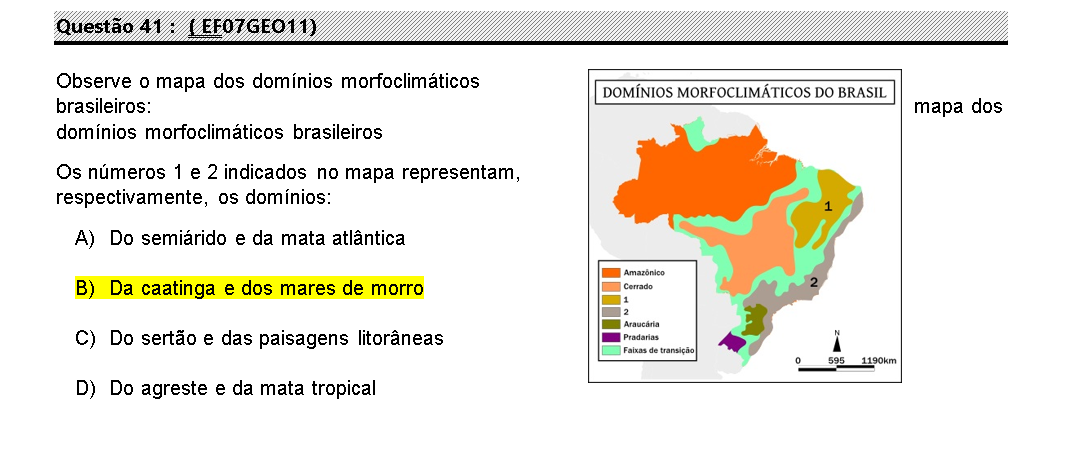 Questão 41 : ( EF07GEO11)
Observe o mapa dos domínios morfoclimáticos
brasileiros: mapa dos
domínios morfoclimáticos brasileiros
Os números 1 e 2 indicados no mapa representam,
respectivamente, os domínios:
A) Do semiárido e da mata atlântica
B) Da caatinga e dos mares de morro
C) Do sertão e das paisagens litorâneas
D) Do agreste e da mata tropical
DOMÍNIOS MORFOCLIMÁTICOS DO BRASIL
1
2
Amazônico
Cerrado
1
2
Araucária
Pradarias
Faixas de transição
N
0 595 1190km